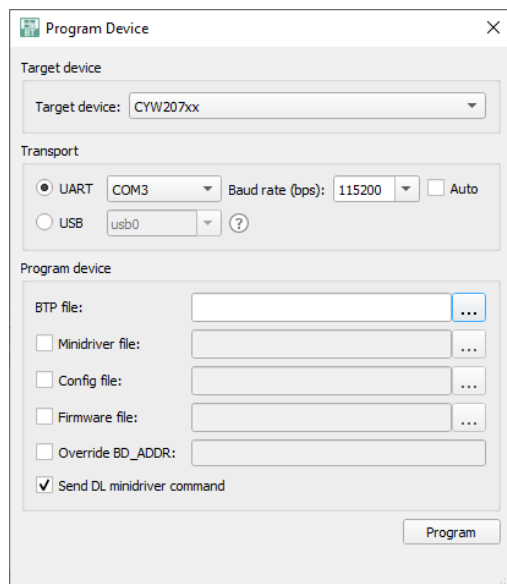 BT Program Device
Target device
Target device: CYW207xx
Transport
UART COM3 Baud rate (bps): 115200 Auto
USB usb0 ?
Program device
BTP file: ...
Minidriver file: ...
Config file: ...
Firmware file: ...
Override BD_ADDR:
Send DL minidriver command
Program